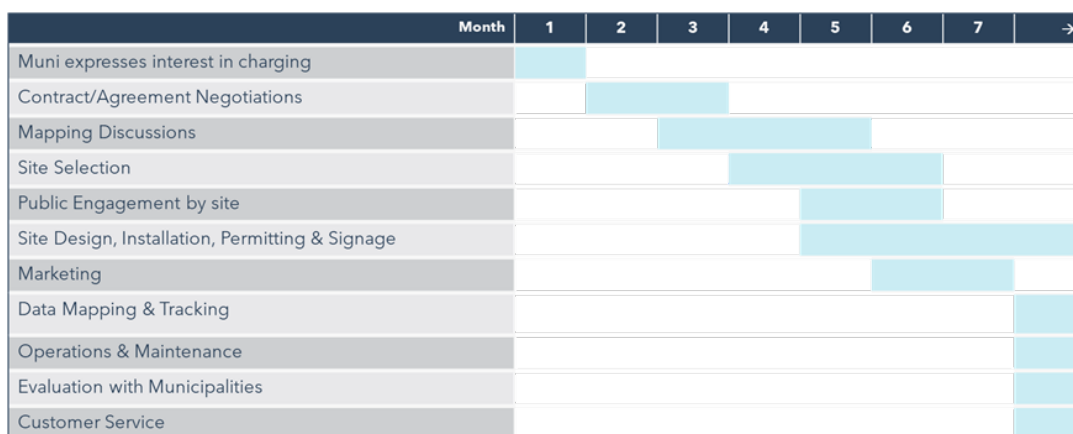 Month 1 2 3 4 5 6 7 →
Muni expresses interest in charging
Contract/Agreement Negotiations
Mapping Discussions
Site Selection
Public Engagement by site
Site Design, Installation, Permitting & Signage
Marketing
Data Mapping & Tracking
Operations & Maintenance
Evaluation with Municipalities
Customer Service